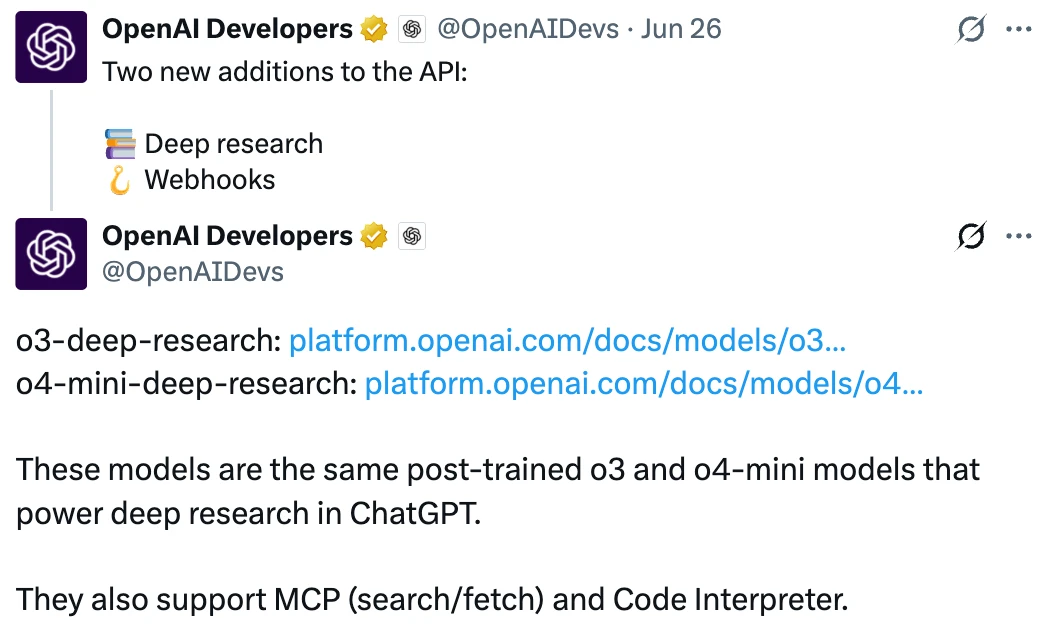 OpenAI Developers @OpenAIDevs · Jun 26
Two new additions to the API:
📚 Deep research
🪝 Webhooks
OpenAI Developers
@OpenAIDevs
o3-deep-research: platform.openai.com/docs/models/o3…
o4-mini-deep-research: platform.openai.com/docs/models/o4…
These models are the same post-trained o3 and o4-mini models that
power deep research in ChatGPT.
They also support MCP (search/fetch) and Code Interpreter.